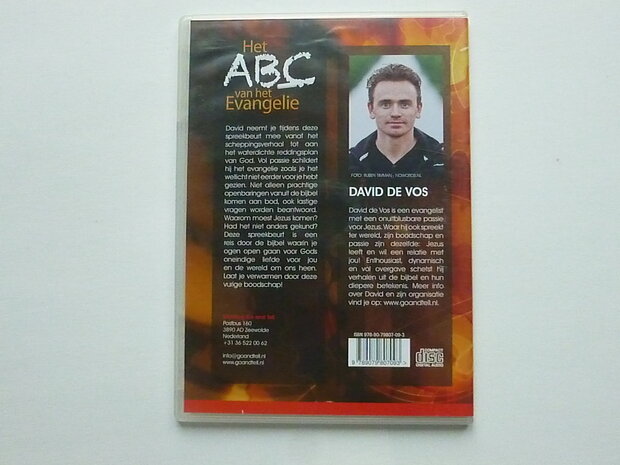 Het
ABC
van het
Evangelie
David neemt je tijdens deze
spreekbeurt mee vanaf het
scheppingsverhaal tot aan
het waterdichte reddingsplan
van God. Vol passie schildert
hij het evangelie zoals je het
wellicht niet eerder voor je hebt
gezien. Niet alleen prachtige
openbaringen vanuit de bijbel
komen aan bod, ook lastige
vragen worden beantwoord.
Waarom moest Jezus komen?
Had het niet anders gekund?
Deze spreekbeurt is een
reis door de bijbel waarin je
ogen open gaan voor Gods
oneindige liefde voor jou
en de wereld om ons heen.
Laat je verwarmen door deze
vurige boodschap!
Postbus 160
3890 AD Zeewolde
Nederland
+31 36 522 00 62
info@goandtell.nl
www.goandtell.nl
FOTO: RUBEN TIMMAN /
DAVID DE VOS
David de Vos is een evangelist
met een onuitblusbare passie
voor Jezus. Waar hij ook spreekt
ter wereld, zijn boodschap en
passie zijn dezelfde: Jezus
leeft en wil een relatie met
jou! Enthousiast, dynamisch
en vol overgave schetst hij
verhalen uit de bijbel en hun
diepere betekenis. Meer info
over David en zijn organisatie
vind je op: www.goandtell.nl.
ISBN 978-90-79807-09-3
9 789079 807093 >
COMPACT
disc
DIGITAL AUDIO